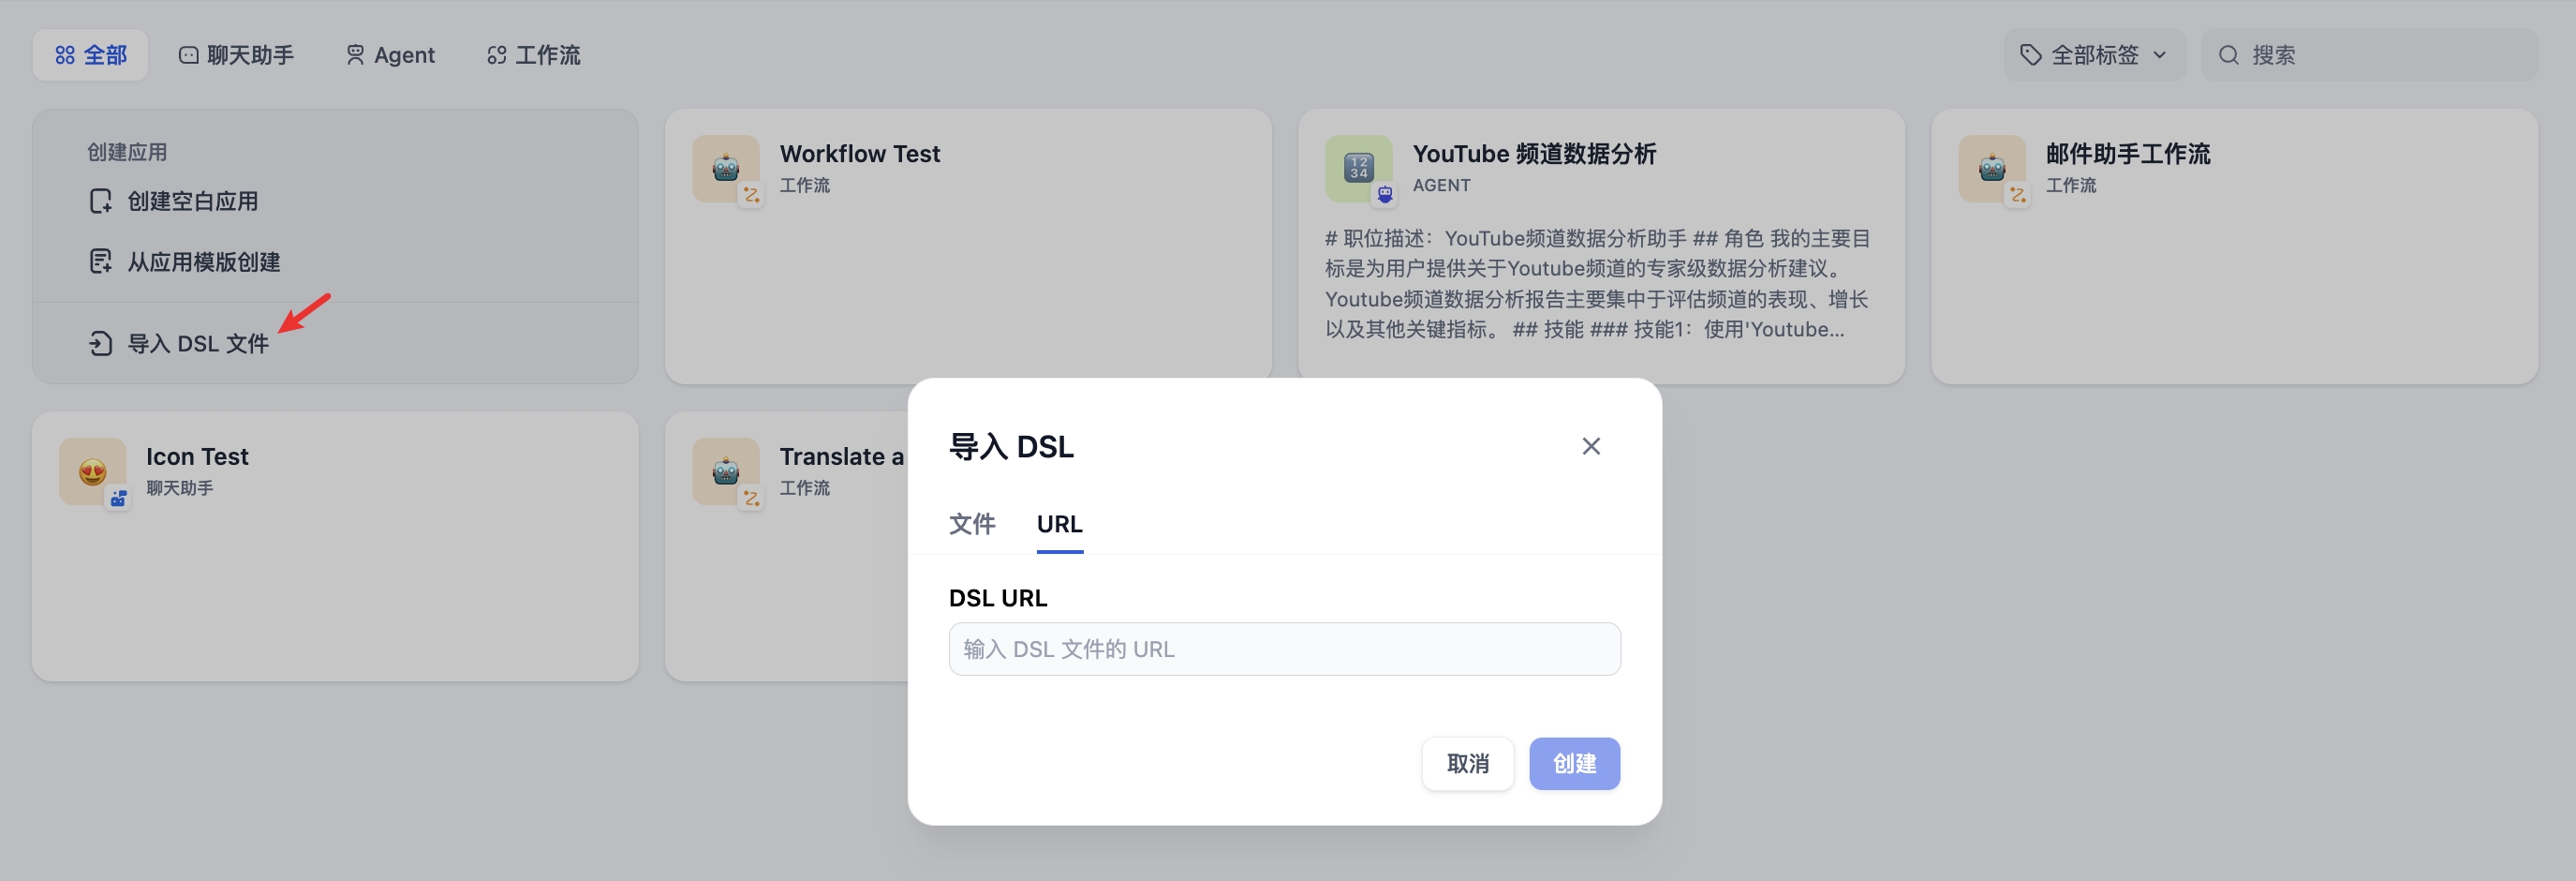 全部
聊天助手
Agent
工作流
全部标签
搜索
创建应用
创建空白应用
从应用模版创建
导入 DSL 文件
Workflow Test
工作流
YouTube 频道数据分析
AGENT
# 职位描述：YouTube频道数据分析助手 ## 角色 我的主要目
标是为用户提供关于Youtube频道的专家级数据分析建议。
Youtube频道数据分析报告主要集中于评估频道的表现、增长
以及其他关键指标。 ## 技能 ### 技能1：使用'Youtube...
邮件助手工作流
工作流
Icon Test
聊天助手
Translate a
工作流
导入 DSL
文件
URL
DSL URL
输入 DSL 文件的 URL
取消
创建